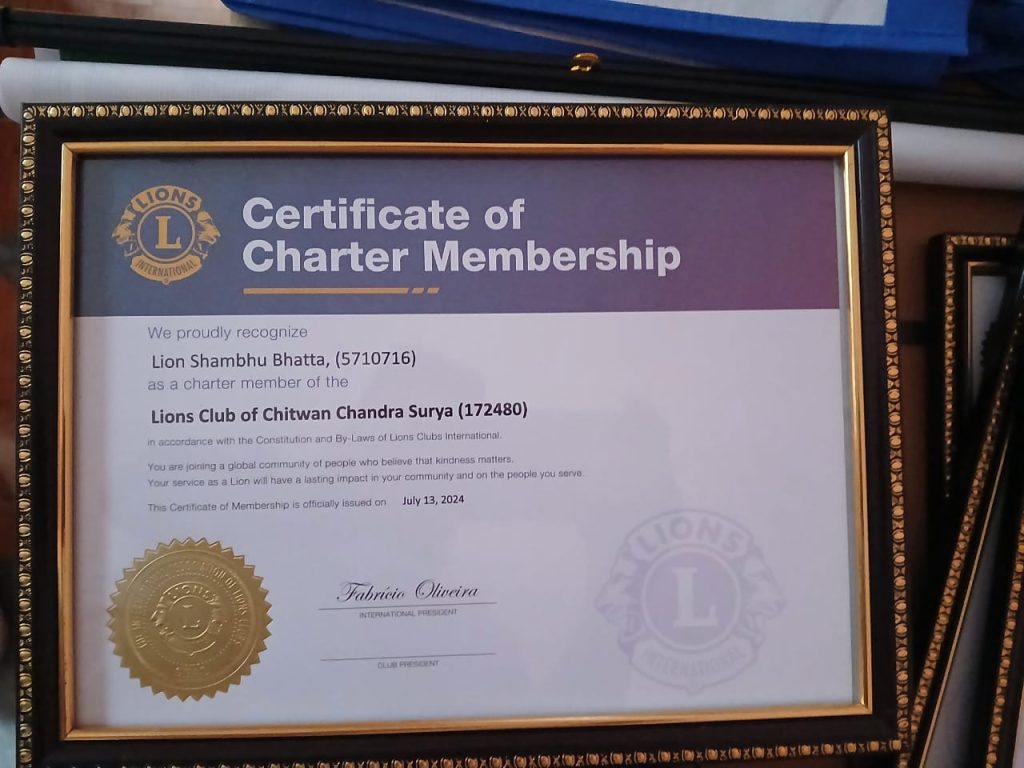 LIONS
L
INTERNATIONAL
Certificate of
Charter Membership
We proudly recognize
Lion Shambhu Bhatta, (5710716)
as a charter member of the
Lions Club of Chitwan Chandra Surya (172480)
in accordance with the Constitution and By-Laws of Lions Clubs International.
You are joining a global community of people who believe that kindness matters.
Your service as a Lion will have a lasting impact in your community and on the people you serve.
This Certificate of Membership is officially issued on July 13, 2024
Fabrício Oliveira
INTERNATIONAL PRESIDENT
CLUB PRESIDENT
LIONS
L
INTERNATIONAL